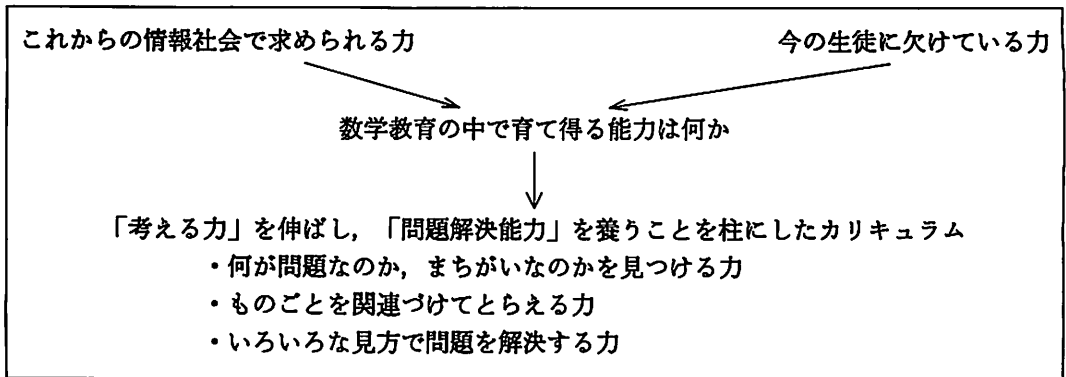 これからの情報社会で求められる力
今の生徒に欠けている力
数学教育の中で育て得る能力は何か
「考える力」を伸ばし,「問題解決能力」を養うことを柱にしたカリキュラム
・何が問題なのか,まちがいなのかを見つける力
・ものごとを関連づけてとらえる力
・いろいろな見方で問題を解決する力